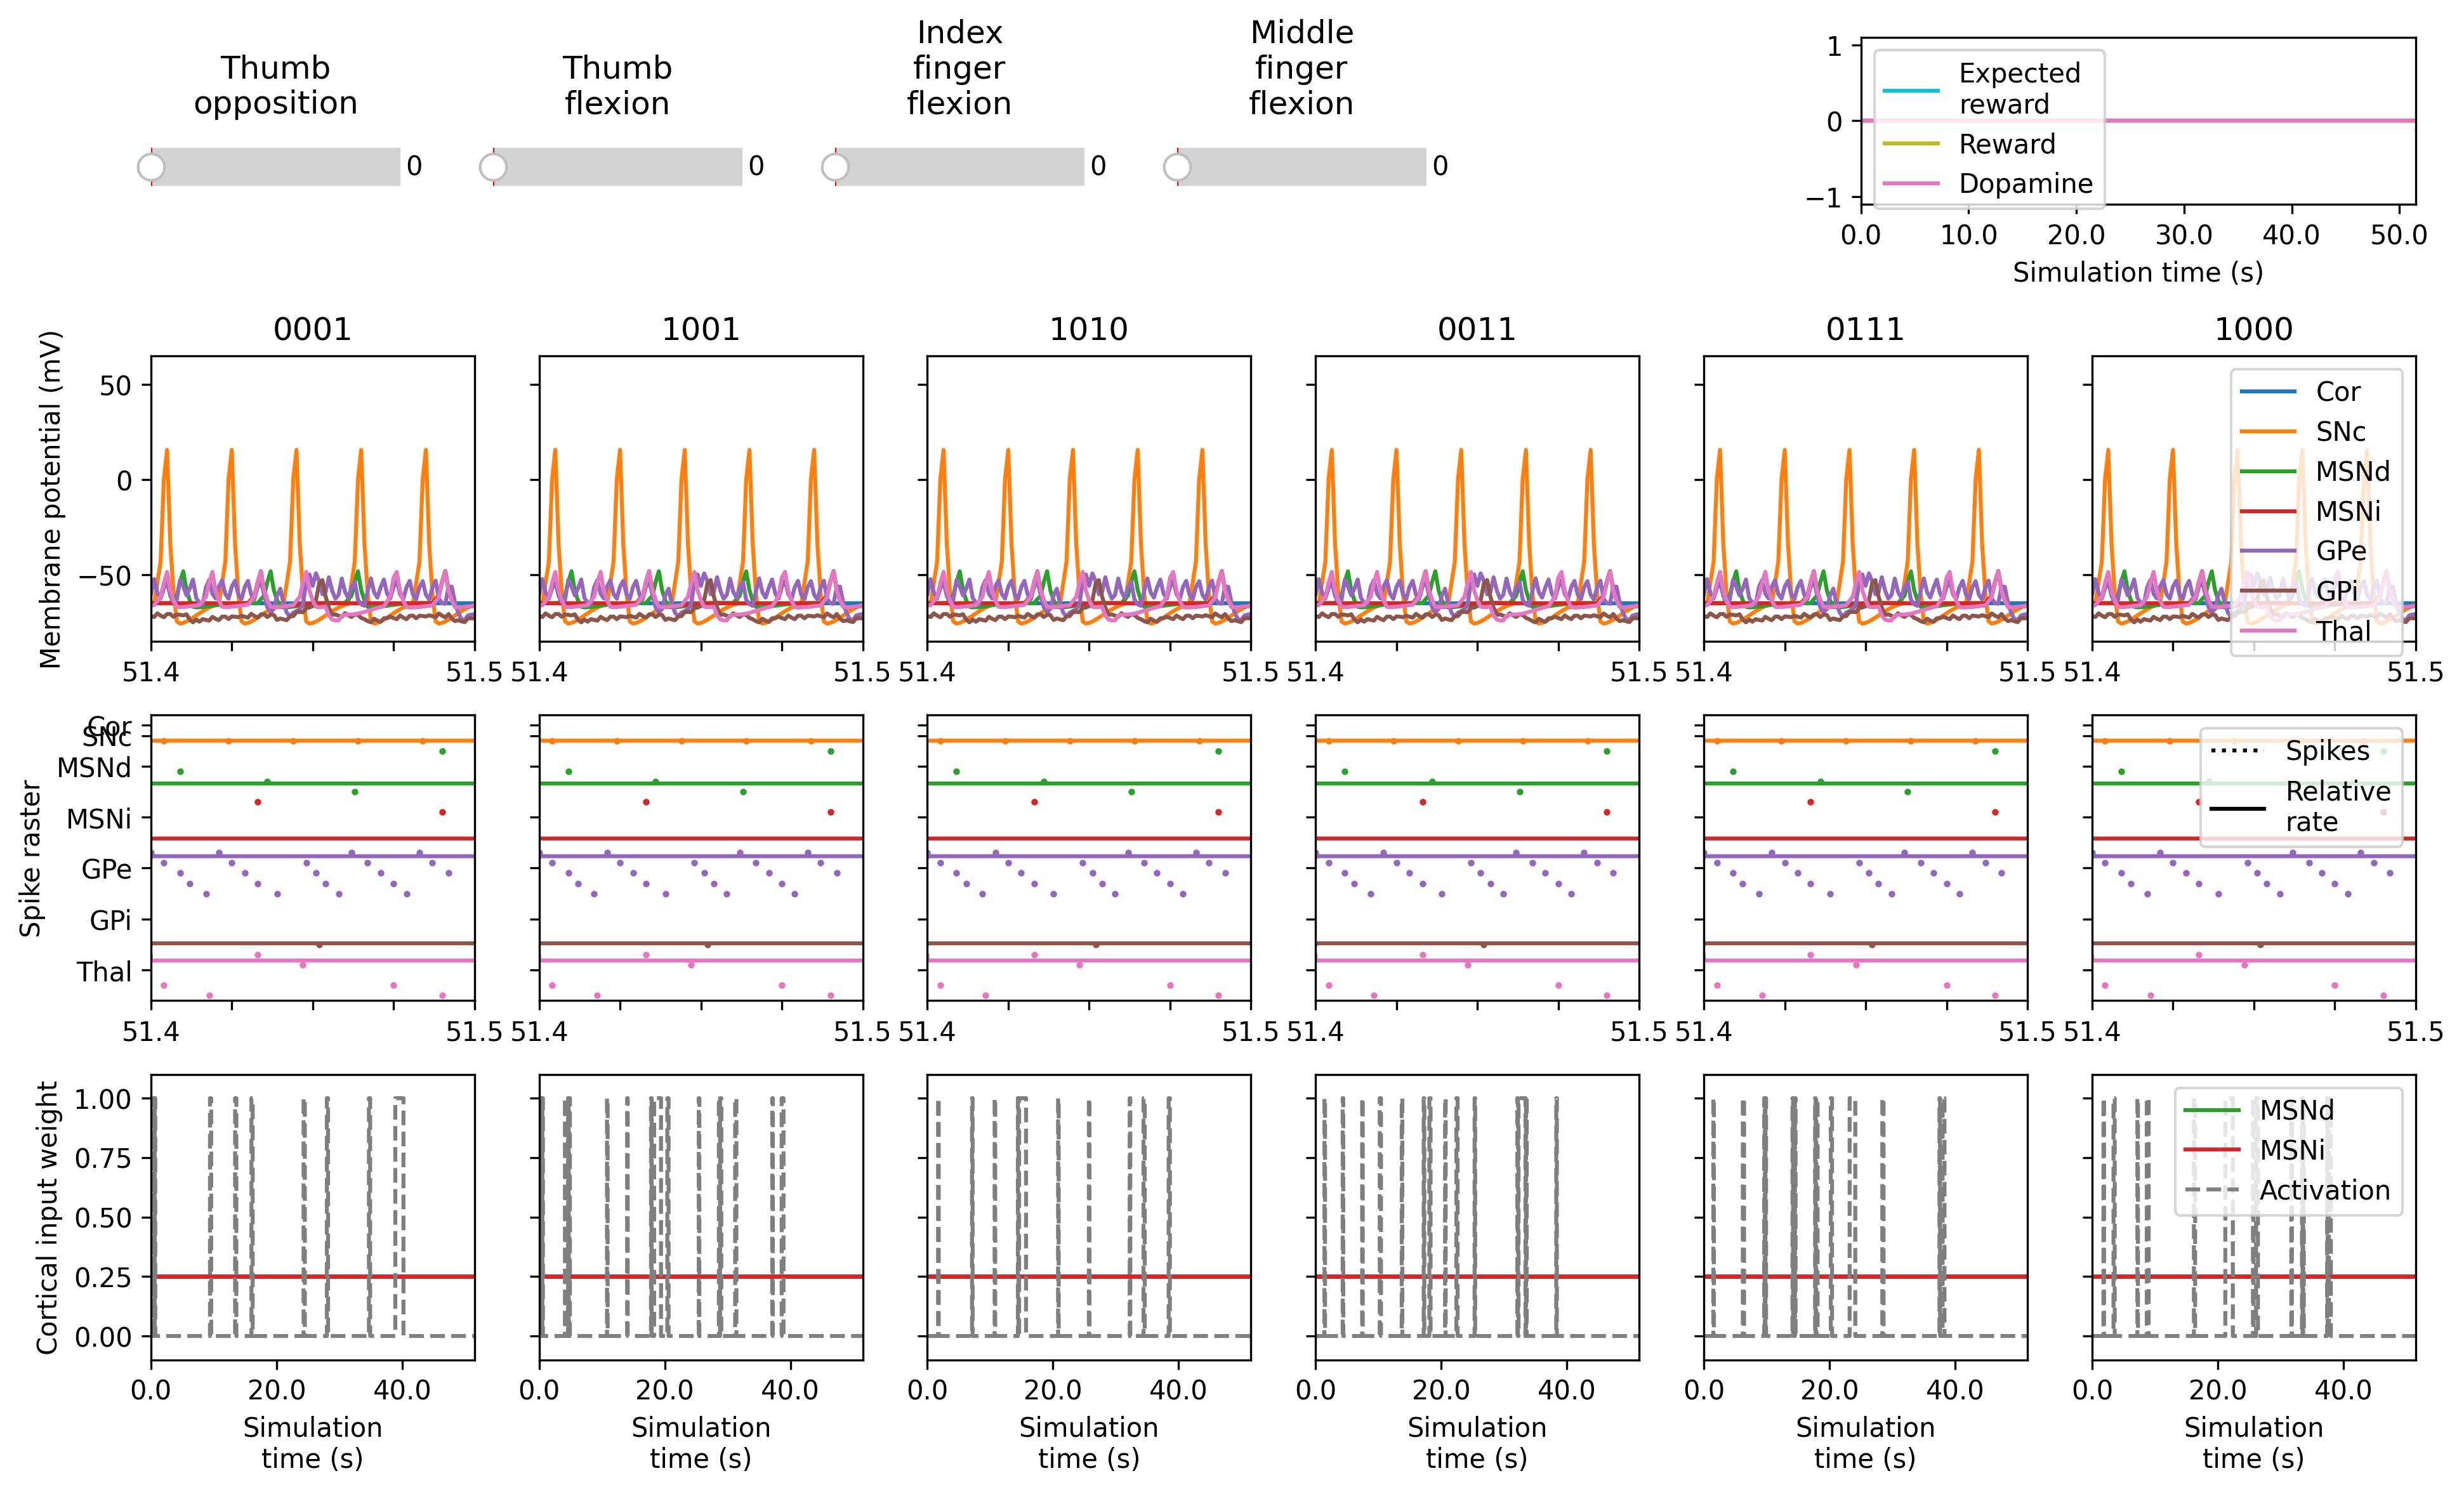 Thumb
opposition
Thumb
flexion
Index
finger
flexion
Middle
finger
flexion
0
0
0
0
1
0
−1
Expected
reward
Reward
Dopamine
0.0 10.0 20.0 30.0 40.0 50.0
Simulation time (s)
0001 1001 1010 0011 0111 1000
Membrane potential (mV)
50
0
−50
Cor
SNc
MSNd
MSNi
GPe
GPi
Thal
51.4 51.5 51.4 51.5 51.4 51.5 51.4 51.5 51.4 51.5 51.4 51.5
Spike raster
Cor
SNc
MSNd
MSNi
GPe
GPi
Thal
Spikes
Relative
rate
51.4 51.5 51.4 51.5 51.4 51.5 51.4 51.5 51.4 51.5 51.4 51.5
Cortical input weight
1.00
0.75
0.50
0.25
0.00
MSNd
MSNi
Activation
0.0 20.0 40.0 0.0 20.0 40.0 0.0 20.0 40.0 0.0 20.0 40.0 0.0 20.0 40.0 0.0 20.0 40.0
Simulation
time (s)
Simulation
time (s)
Simulation
time (s)
Simulation
time (s)
Simulation
time (s)
Simulation
time (s)